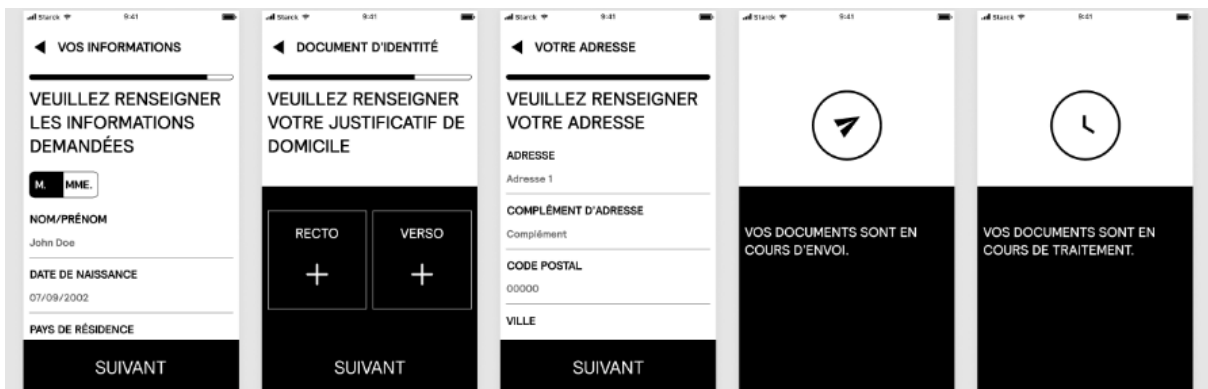 Starck 9:41
VOS INFORMATIONS
VEUILLEZ RENSEIGNER
LES INFORMATIONS
DEMANDÉES
M. MME.
NOM/PRÉNOM
John Doe
DATE DE NAISSANCE
07/09/2002
PAYS DE RÉSIDENCE
SUIVANT
Starck 9:41
DOCUMENT D'IDENTITÉ
VEUILLEZ RENSEIGNER
VOTRE JUSTIFICATIF DE
DOMICILE
RECTO VERSO
+ +
SUIVANT
Starck 9:41
VOTRE ADRESSE
VEUILLEZ RENSEIGNER
VOTRE ADRESSE
ADRESSE
Adresse 1
COMPLÉMENT D'ADRESSE
Complément
CODE POSTAL
00000
VILLE
SUIVANT
Starck 9:41
VOS DOCUMENTS SONT EN
COURS D'ENVOI.
Starck 9:41
VOS DOCUMENTS SONT EN
COURS DE TRAITEMENT.